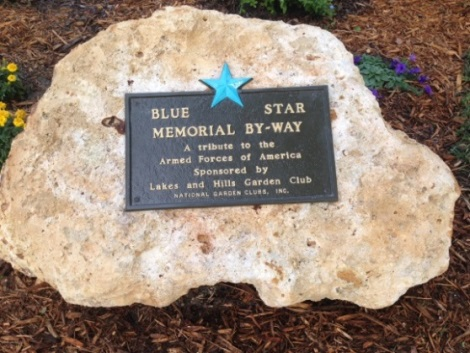 BLUE STAR
MEMORIAL BY-WAY
A tribute to the
Armed Forces of America
Sponsored by
Lakes and Hills Garden Club
NATIONAL GARDEN CLUBS, INC.